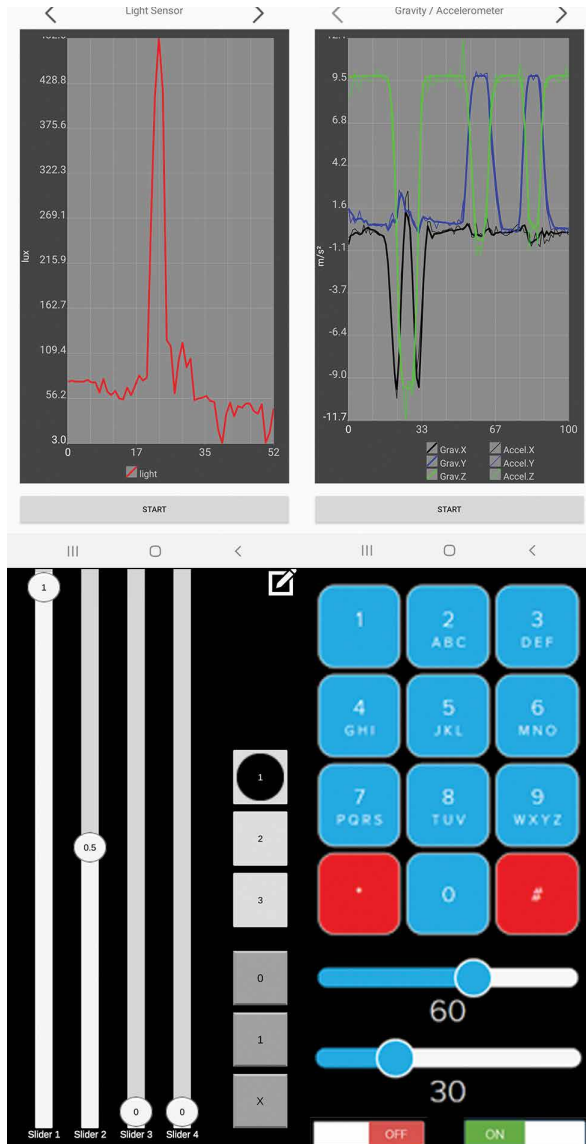 Light Sensor
428.8
375.6
322.3
269.1
215.9
162.7
109.4
56.2
3.0
lux
0 17 35 52
light
START
Gravity / Accelerometer
9.5
6.8
4.2
1.6
-1.1
-3.7
-6.4
-9.0
-11.7
m/s²
0 33 67 100
Grav.X Accel.X
Grav.Y Accel.Y
Grav.Z Accel.Z
START
1
0.5
0
0
Slider 1 Slider 2 Slider 3 Slider 4
1
2
3
0
1
X
1 2 3
ABC DEF
4 5 6
GHI JKL MNO
7 8 9
PQRS TUV WXYZ
* 0 #
60
30
OFF ON